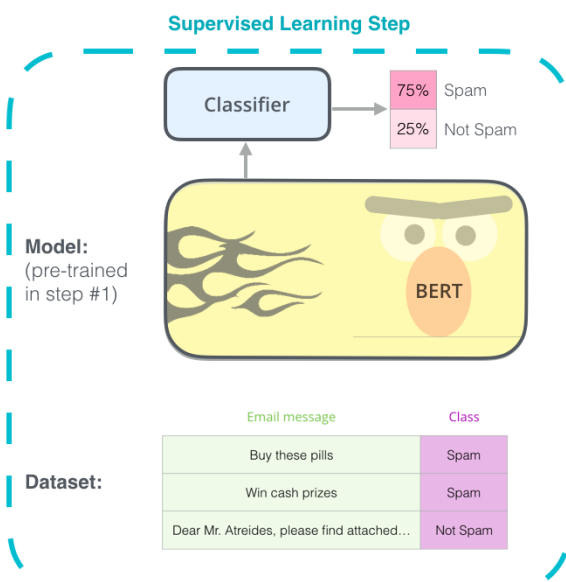 Supervised Learning Step
Classifier
75% Spam
25% Not Spam
Model:
(pre-trained
in step #1)
BERT
Email message Class
Dataset:
Buy these pills Spam
Win cash prizes Spam
Dear Mr. Atreides, please find attached… Not Spam